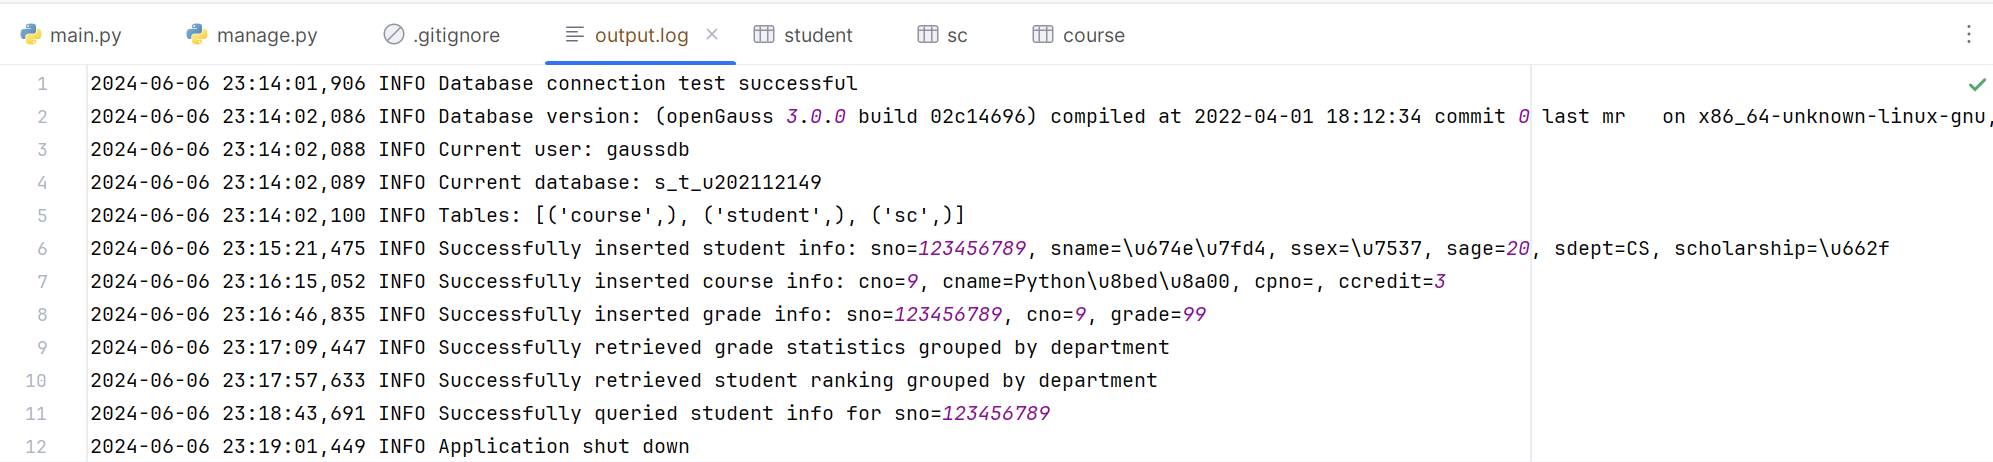 main.py manage.py .gitignore output.log student sc course
1 2024-06-06 23:14:01,906 INFO Database connection test successful
2 2024-06-06 23:14:02,086 INFO Database version: (openGauss 3.0.0 build 02c14696) compiled at 2022-04-01 18:12:34 commit 0 last mr   on x86_64-unknown-linux-gnu,
3 2024-06-06 23:14:02,088 INFO Current user: gaussdb
4 2024-06-06 23:14:02,089 INFO Current database: s_t_u202112149
5 2024-06-06 23:14:02,100 INFO Tables: [('course',), ('student',), ('sc',)]
6 2024-06-06 23:15:21,475 INFO Successfully inserted student info: sno=123456789, sname=\u674e\u7fd4, ssex=\u7537, sage=20, sdept=CS, scholarship=\u662f
7 2024-06-06 23:16:15,052 INFO Successfully inserted course info: cno=9, cname=Python\u8bed\u8a00, cpno=, ccredit=3
8 2024-06-06 23:16:46,835 INFO Successfully inserted grade info: sno=123456789, cno=9, grade=99
9 2024-06-06 23:17:09,447 INFO Successfully retrieved grade statistics grouped by department
10 2024-06-06 23:17:57,633 INFO Successfully retrieved student ranking grouped by department
11 2024-06-06 23:18:43,691 INFO Successfully queried student info for sno=123456789
12 2024-06-06 23:19:01,449 INFO Application shut down